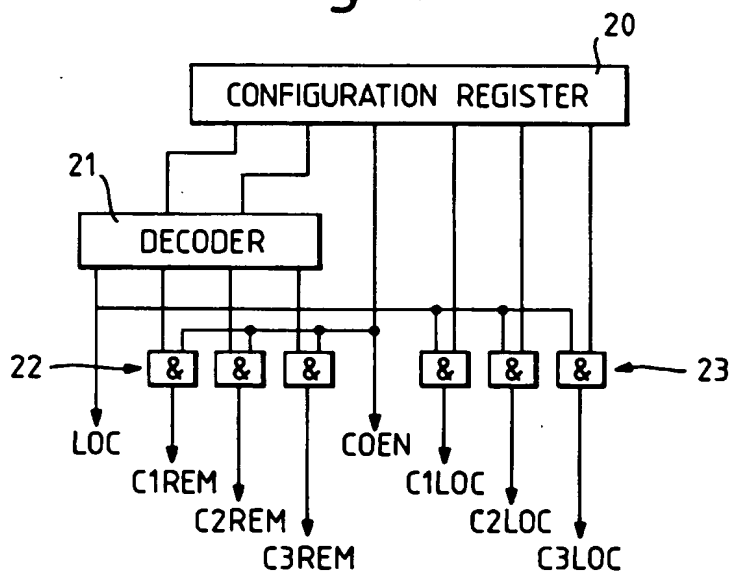 20
CONFIGURATION REGISTER
21
DECODER
22 & & & & & & 23
LOC COEN
C1REM C1LOC
C2REM C2LOC
C3REM C3LOC